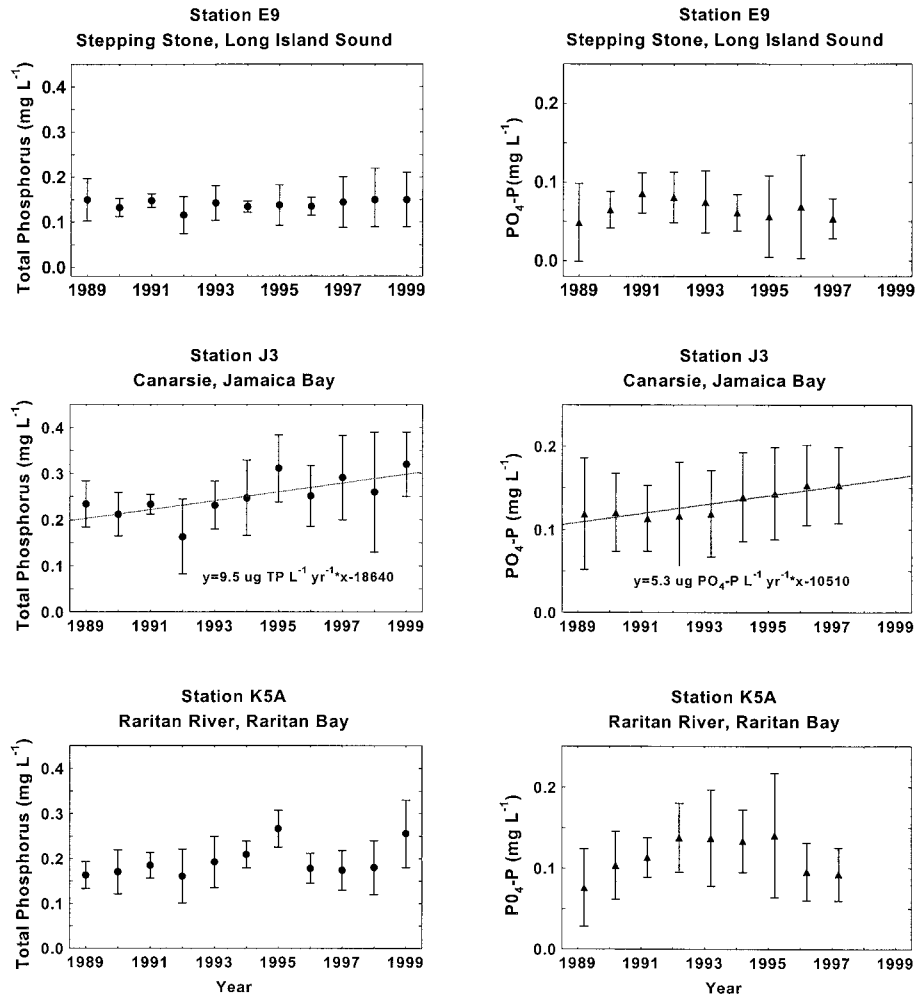 Station E9
Stepping Stone, Long Island Sound
Total Phosphorus (mg L⁻¹)
0.4
0.3
0.2
0.1
0.0
1989 1991 1993 1995 1997 1999
Station E9
Stepping Stone, Long Island Sound
PO₄-P(mg L⁻¹)
0.2
0.1
0.0
1989 1991 1993 1995 1997 1999
Station J3
Canarsie, Jamaica Bay
Total Phosphorus (mg L⁻¹)
0.4
0.3
0.2
0.1
0.0
y=9.5 ug TP L⁻¹ yr⁻¹*x-18640
1989 1991 1993 1995 1997 1999
Station J3
Canarsie, Jamaica Bay
PO₄-P (mg L⁻¹)
0.2
0.1
0.0
y=5.3 ug PO₄-P L⁻¹ yr⁻¹*x-10510
1989 1991 1993 1995 1997 1999
Station K5A
Raritan River, Raritan Bay
Total Phosphorus (mg L⁻¹)
0.4
0.3
0.2
0.1
0.0
1989 1991 1993 1995 1997 1999
Year
Station K5A
Raritan River, Raritan Bay
P0₄-P (mg L⁻¹)
0.2
0.1
0.0
1989 1991 1993 1995 1997 1999
Year